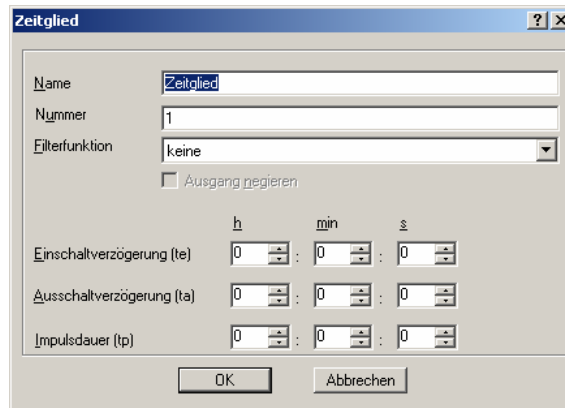 Zeitglied
Name Zeitglied
Nummer 1
Filterfunktion keine
Ausgang negieren
h min s
Einschaltverzögerung (te) 0 : 0 : 0
Ausschaltverzögerung (ta) 0 : 0 : 0
Impulsdauer (tp) 0 : 0 : 0
OK Abbrechen